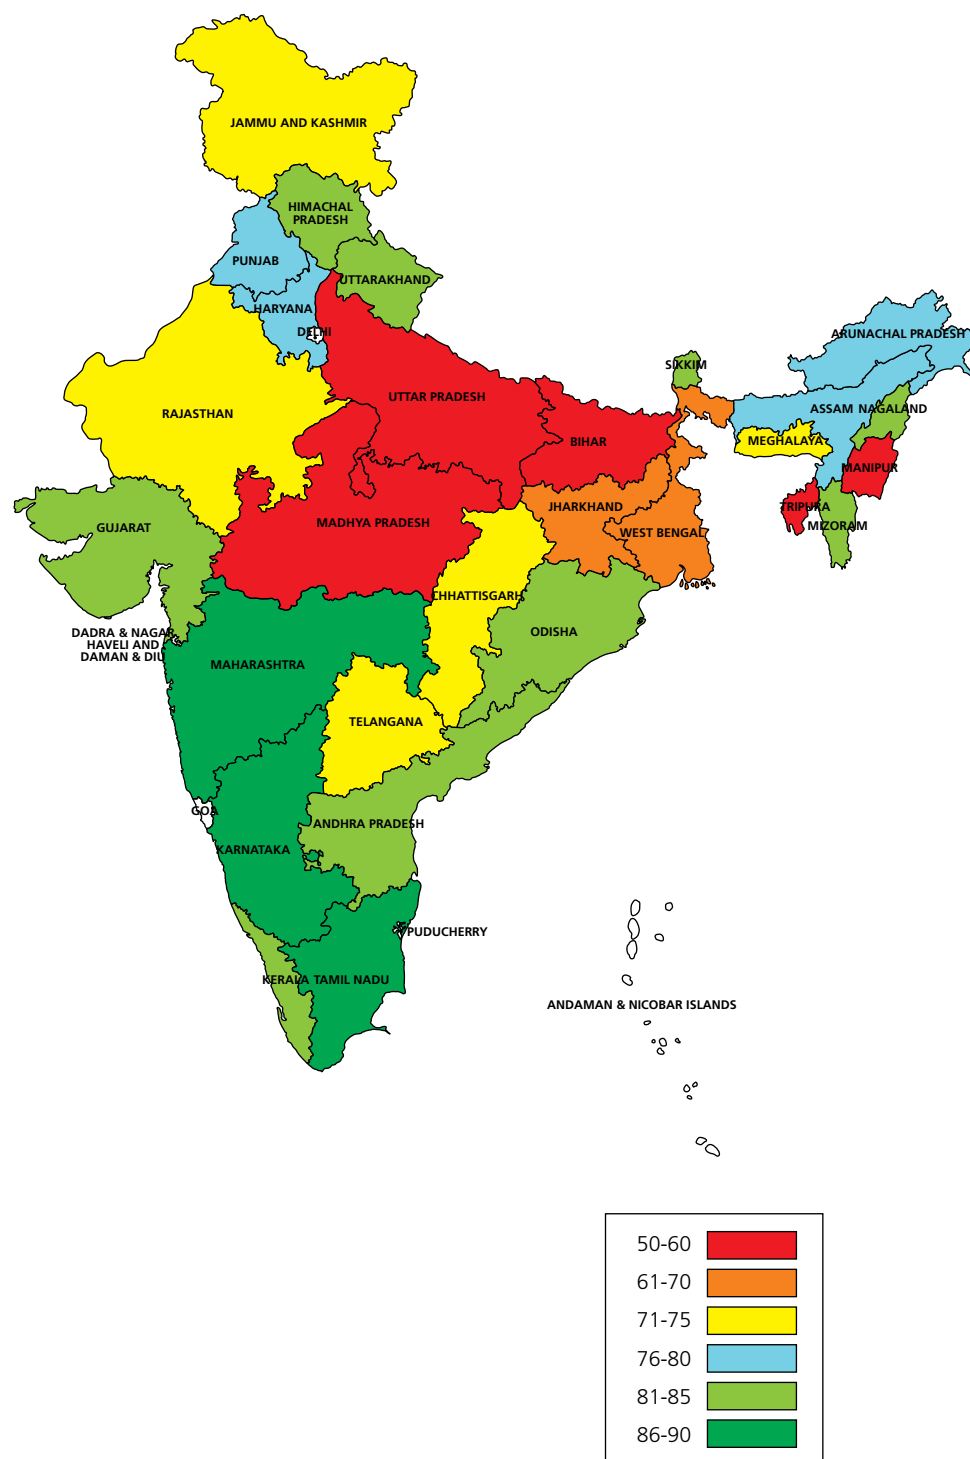 JAMMU AND KASHMIR
HIMACHAL
PRADESH
PUNJAB
UTTARAKHAND
HARYANA
DELHI
ARUNACHAL PRADESH
SIKKIM
UTTAR PRADESH
ASSAM
NAGALAND
RAJASTHAN
BIHAR
MEGHALAYA
MANIPUR
TRIPURA
MIZORAM
JHARKHAND
MADHYA PRADESH
GUJARAT
WEST BENGAL
CHHATTISGARH
ODISHA
DADRA & NAGAR
HAVELI AND
DAMAN & DIU
MAHARASHTRA
TELANGANA
GOA
ANDHRA PRADESH
KARNATAKA
PUDUCHERRY
KERALA
TAMIL NADU
ANDAMAN & NICOBAR ISLANDS
50-60
61-70
71-75
76-80
81-85
86-90